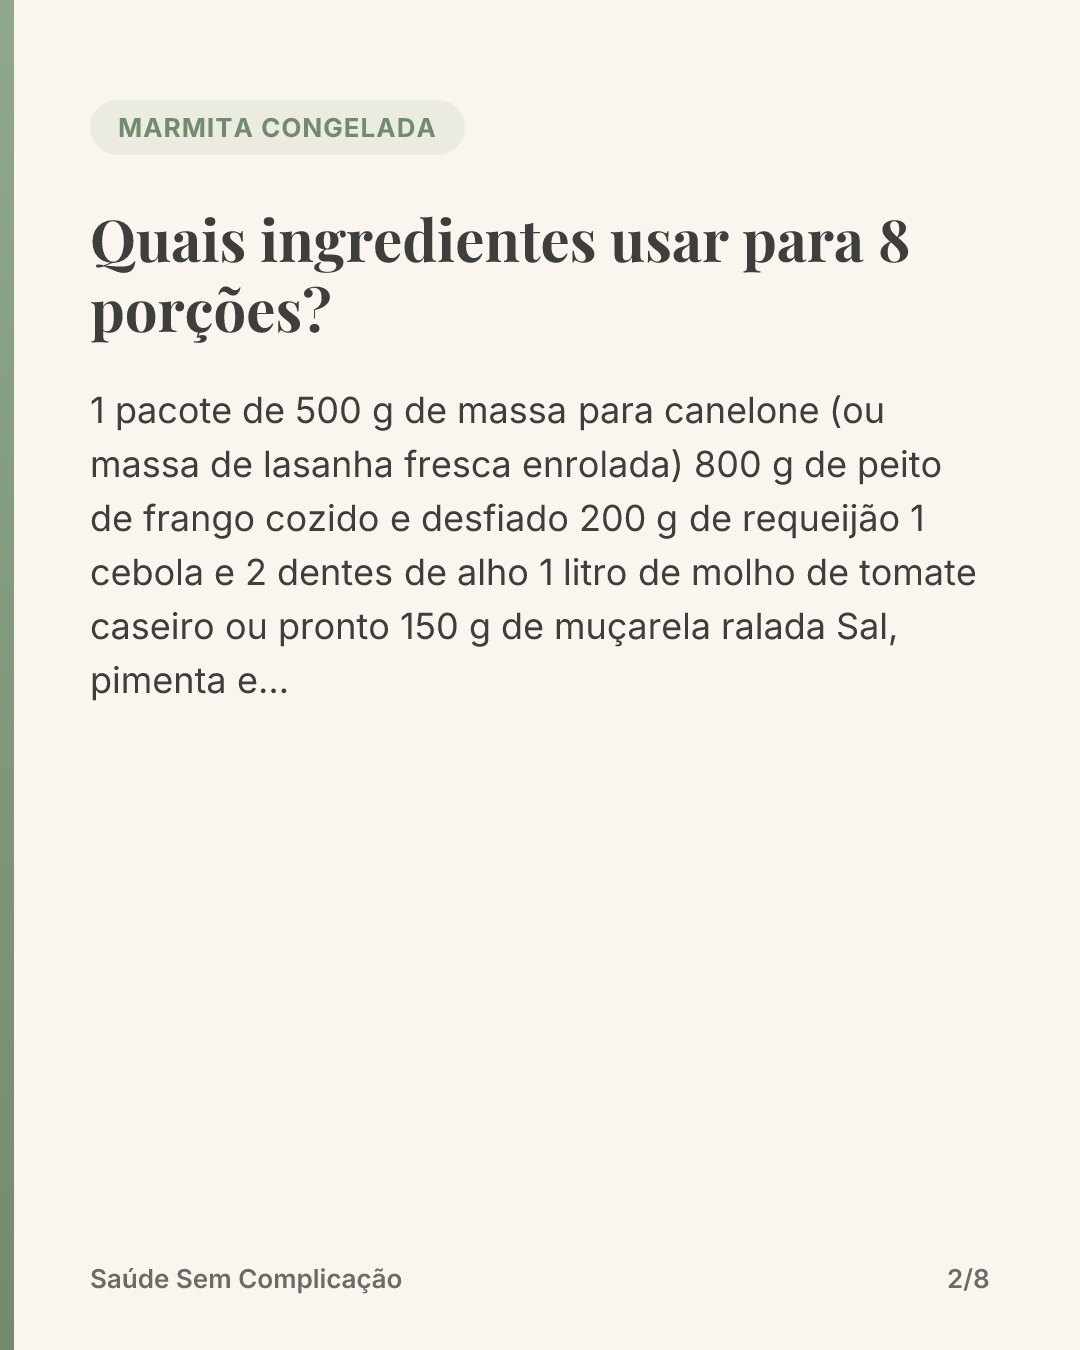 MARMITA CONGELADA
Quais ingredientes usar para 8
porções?
1 pacote de 500 g de massa para canelone (ou
massa de lasanha fresca enrolada) 800 g de peito
de frango cozido e desfiado 200 g de requeijão 1
cebola e 2 dentes de alho 1 litro de molho de tomate
caseiro ou pronto 150 g de muçarela ralada Sal,
pimenta e...
Saúde Sem Complicação
2/8